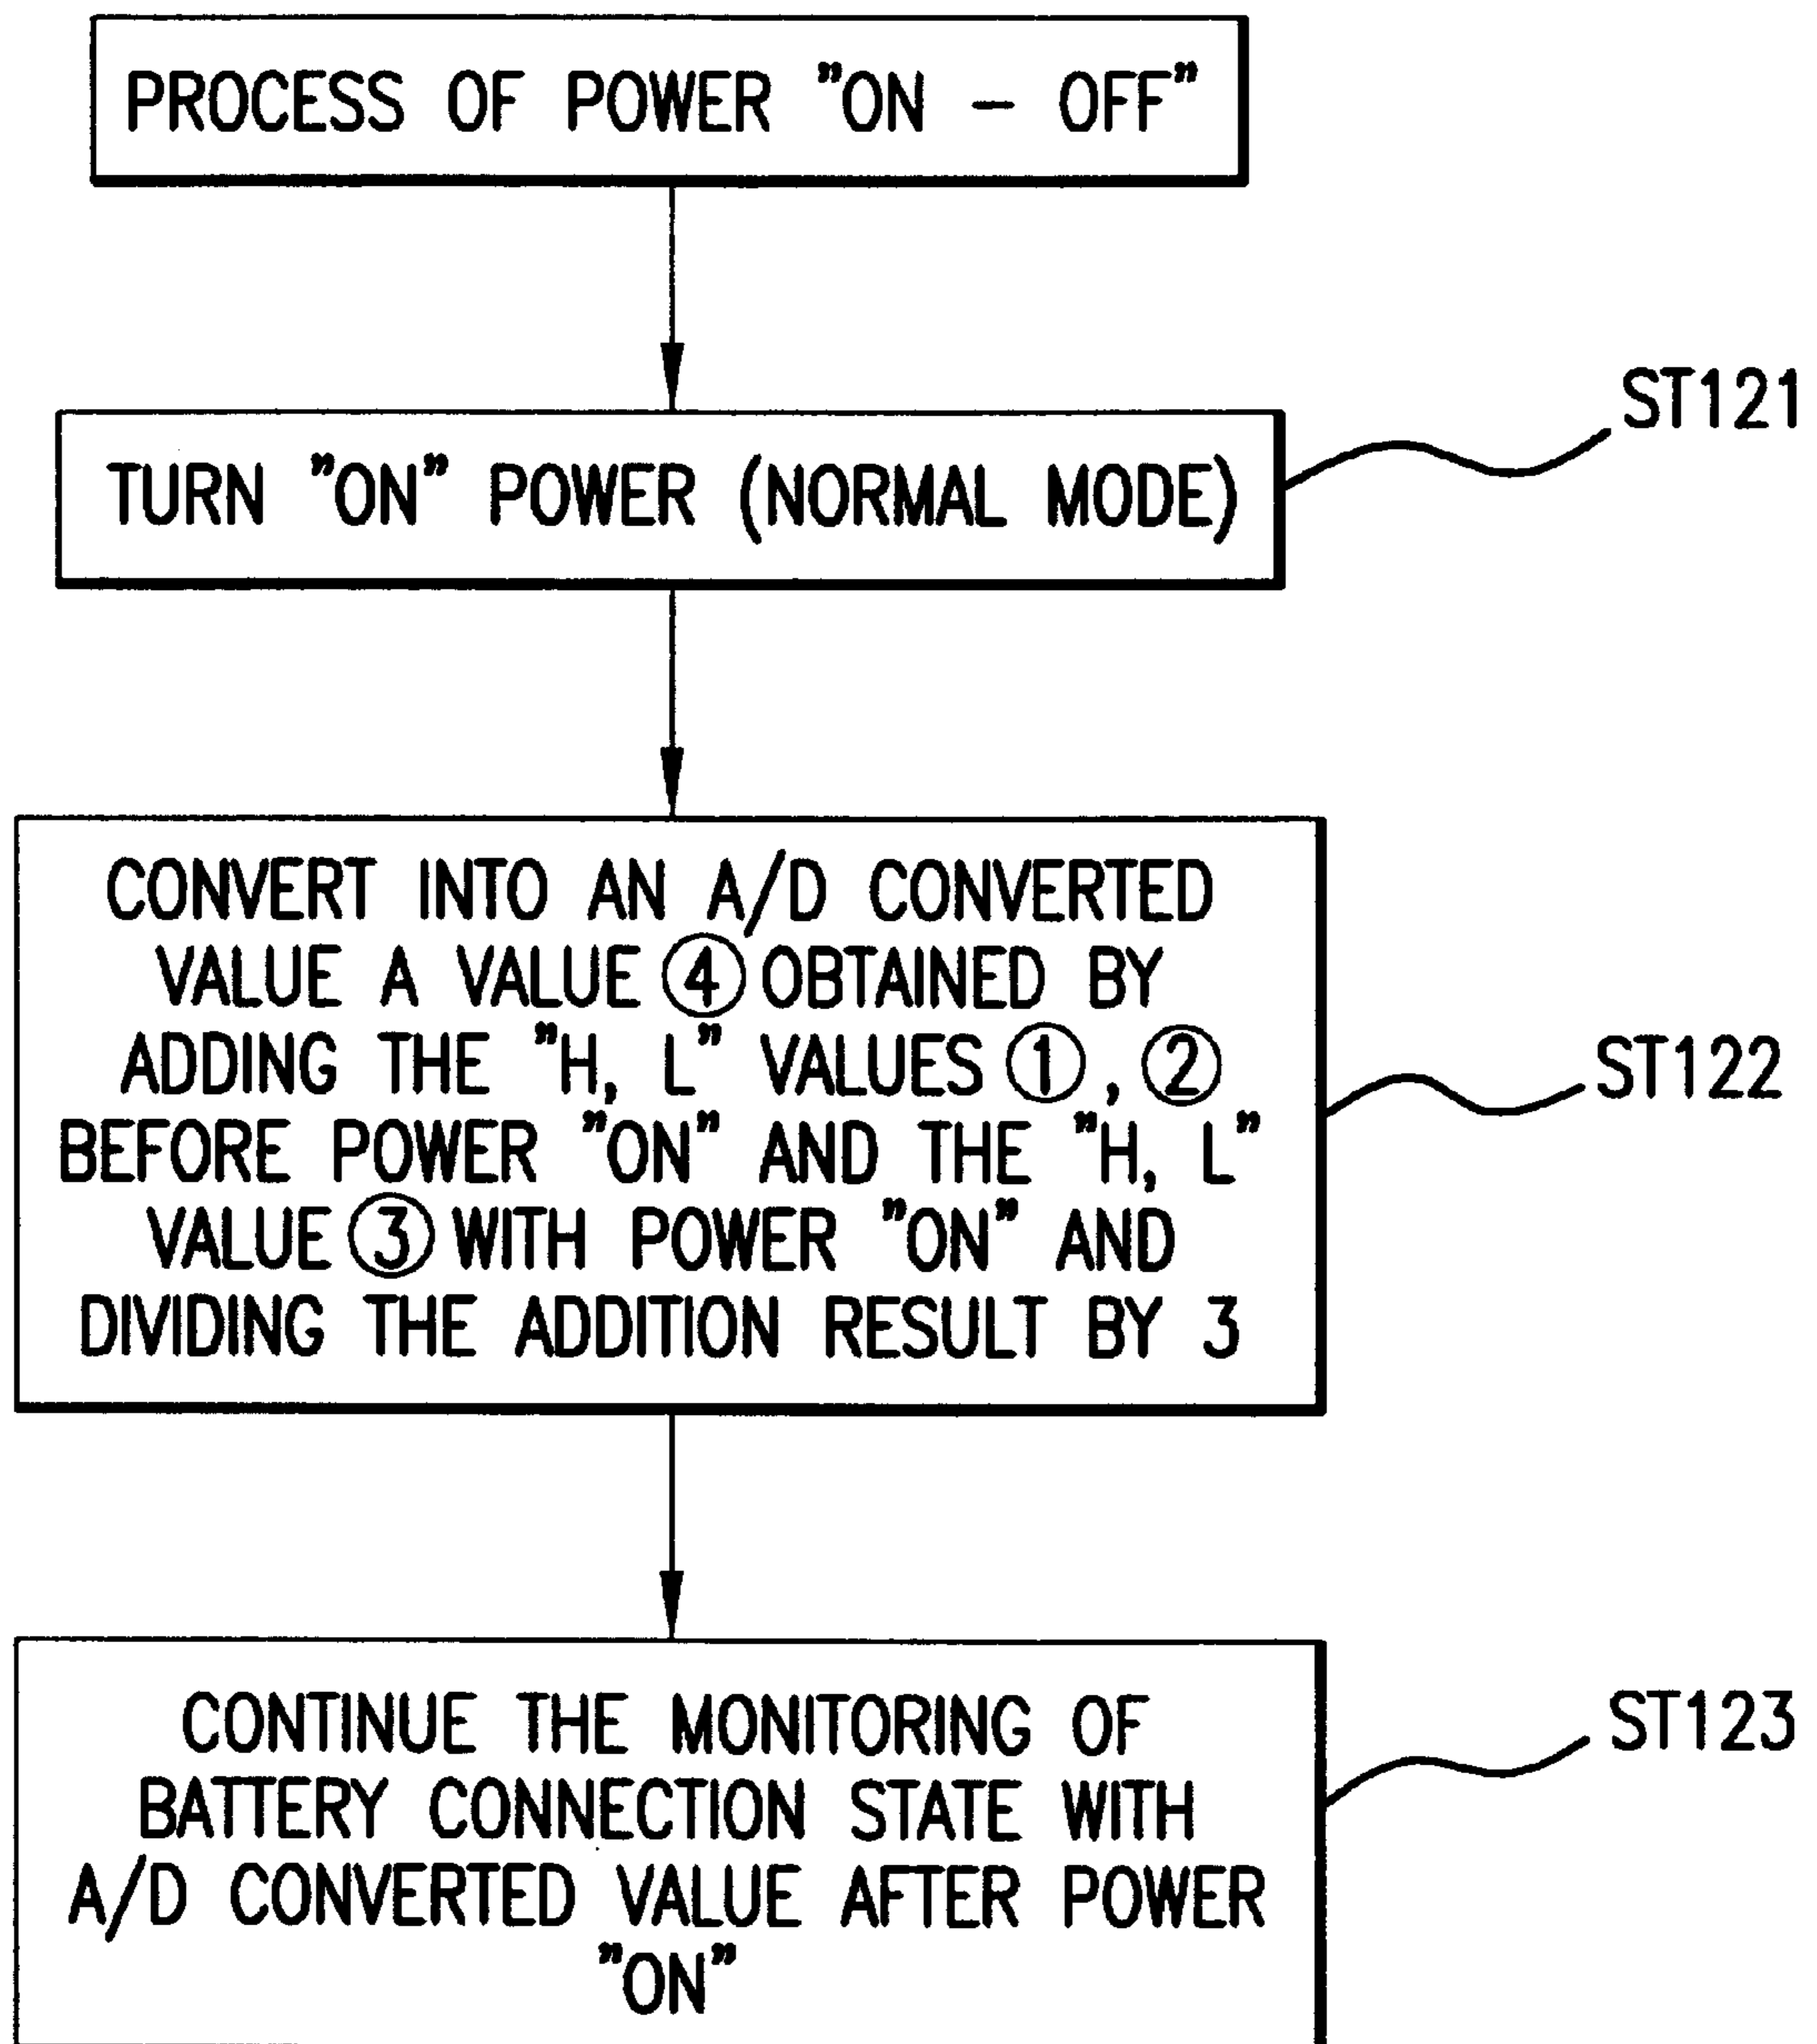 PROCESS OF POWER "ON - OFF"
ST121
TURN "ON" POWER (NORMAL MODE)
CONVERT INTO AN A/D CONVERTED
VALUE A VALUE ④ OBTAINED BY
ADDING THE "H, L" VALUES ①, ②
BEFORE POWER "ON" AND THE "H, L"
VALUE ③ WITH POWER "ON" AND
DIVIDING THE ADDITION RESULT BY 3
ST122
CONTINUE THE MONITORING OF
BATTERY CONNECTION STATE WITH
A/D CONVERTED VALUE AFTER POWER
"ON"
ST123